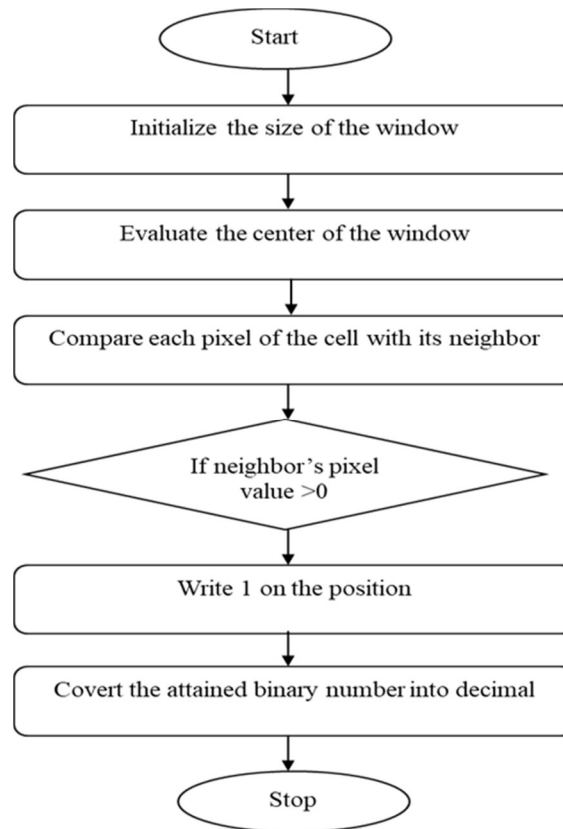 Start
Initialize the size of the window
Evaluate the center of the window
Compare each pixel of the cell with its neighbor
If neighbor's pixel
value >0
Write 1 on the position
Covert the attained binary number into decimal
Stop